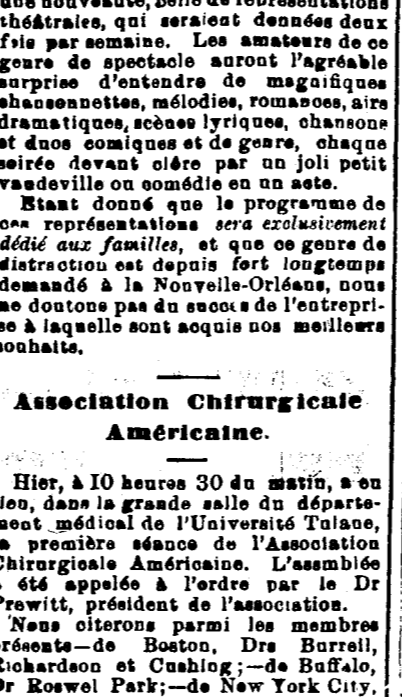 une nouveauté, celle de représentations
théâtrales, qui seraient données deux
fois par semaine. Les amateurs de ce
genre de spectacle auront l'agréable
surprise d'entendre de magnifiques
chansonnettes, mélodies, romances, airs
dramatiques, scènes lyriques, chansons
et duos comiques et de genre, chaque
soirée devant clôre par un joli petit
vaudeville ou comédie en un acte.
Etant donné que le programme de
ces représentations sera exclusivement
dédié aux familles, et que ce genre de
distraction est depuis fort longtemps
demandé à la Nouvelle-Orléans, nous
ne doutons pas du succès de l'entrepri-
se à laquelle sont acquis nos meilleurs
souhaits.
Association Chirurgicale
Américaine.
Hier, à 10 heures 30 du matin, a eu
lieu, dans la grande salle du départe-
ment médical de l'Université Tulane,
la première séance de l'Association
Chirurgicale Américaine. L'assemblée
a été appelée à l'ordre par le Dr
Prewitt, président de l'association.
Nous citerons parmi les membres
présents—de Boston, Drs Burrell,
Richardson et Cushing;—de Buffalo,
Dr Roswel Park;—de New York City,